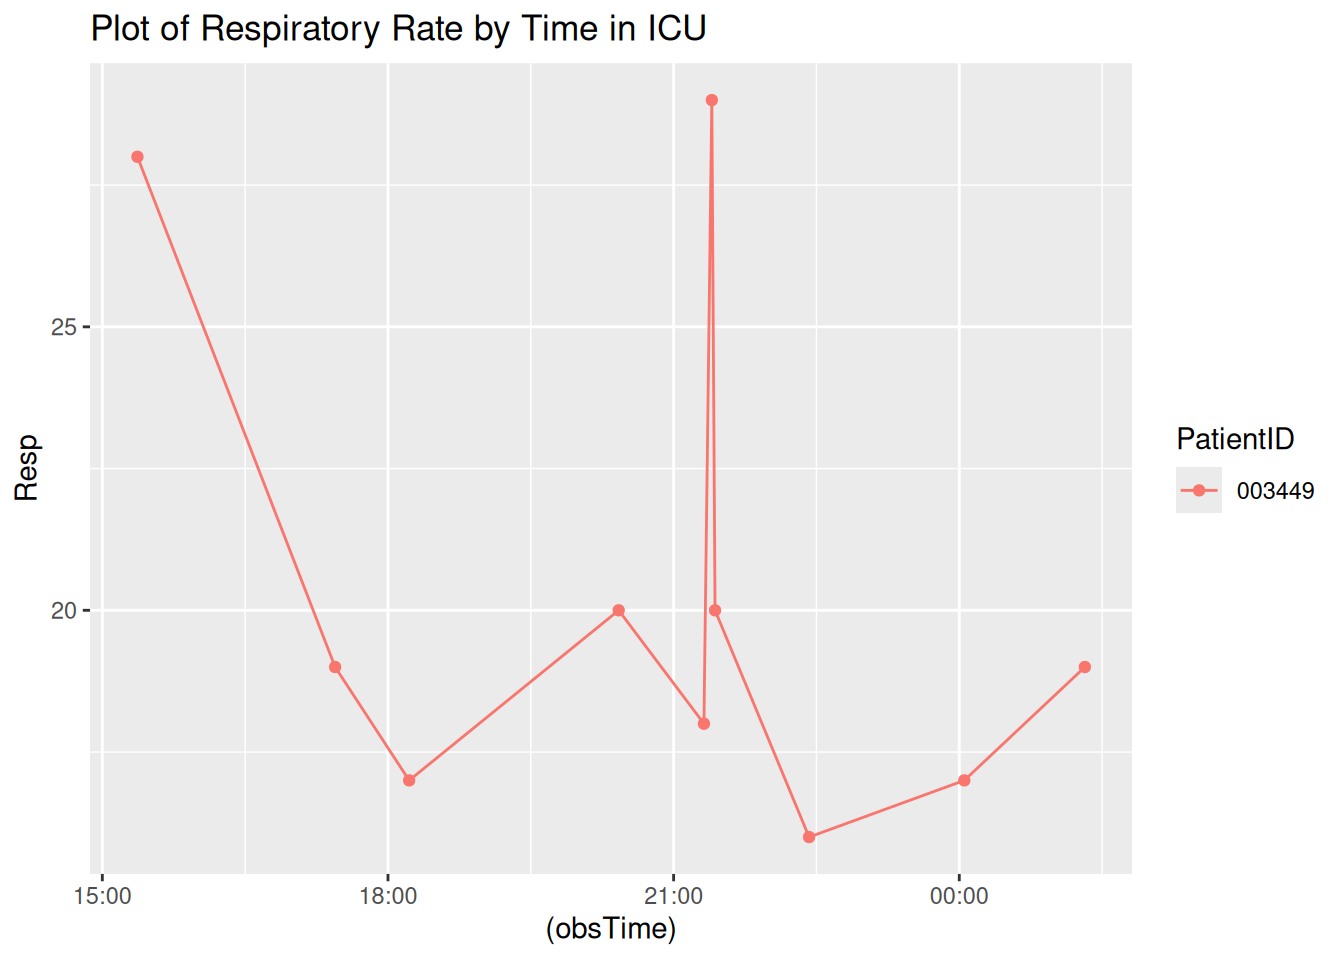 Plot of Respiratory Rate by Time in ICU
25
20
Resp
15:00 18:00 21:00 00:00
(obsTime)
PatientID
003449